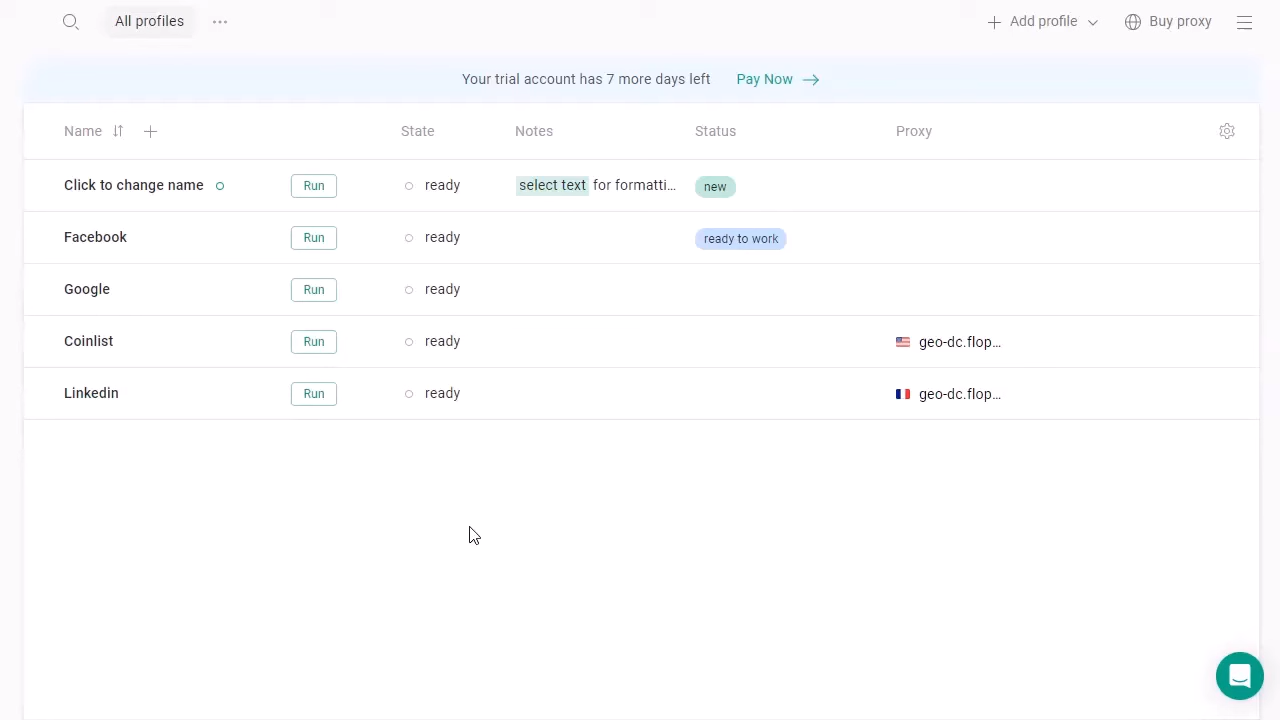 All profiles
Add profile
Buy proxy
Your trial account has 7 more days left Pay Now
Name State Notes Status Proxy
Click to change name Run ready select text for formatti... new
Facebook Run ready ready to work
Google Run ready
Coinlist Run ready geo-dc.flop...
Linkedin Run ready geo-dc.flop...